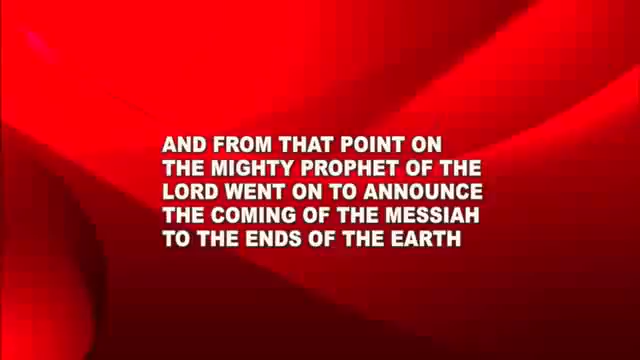 AND FROM THAT POINT ON
THE MIGHTY PROPHET OF THE
LORD WENT ON TO ANNOUNCE
THE COMING OF THE MESSIAH
TO THE ENDS OF THE EARTH